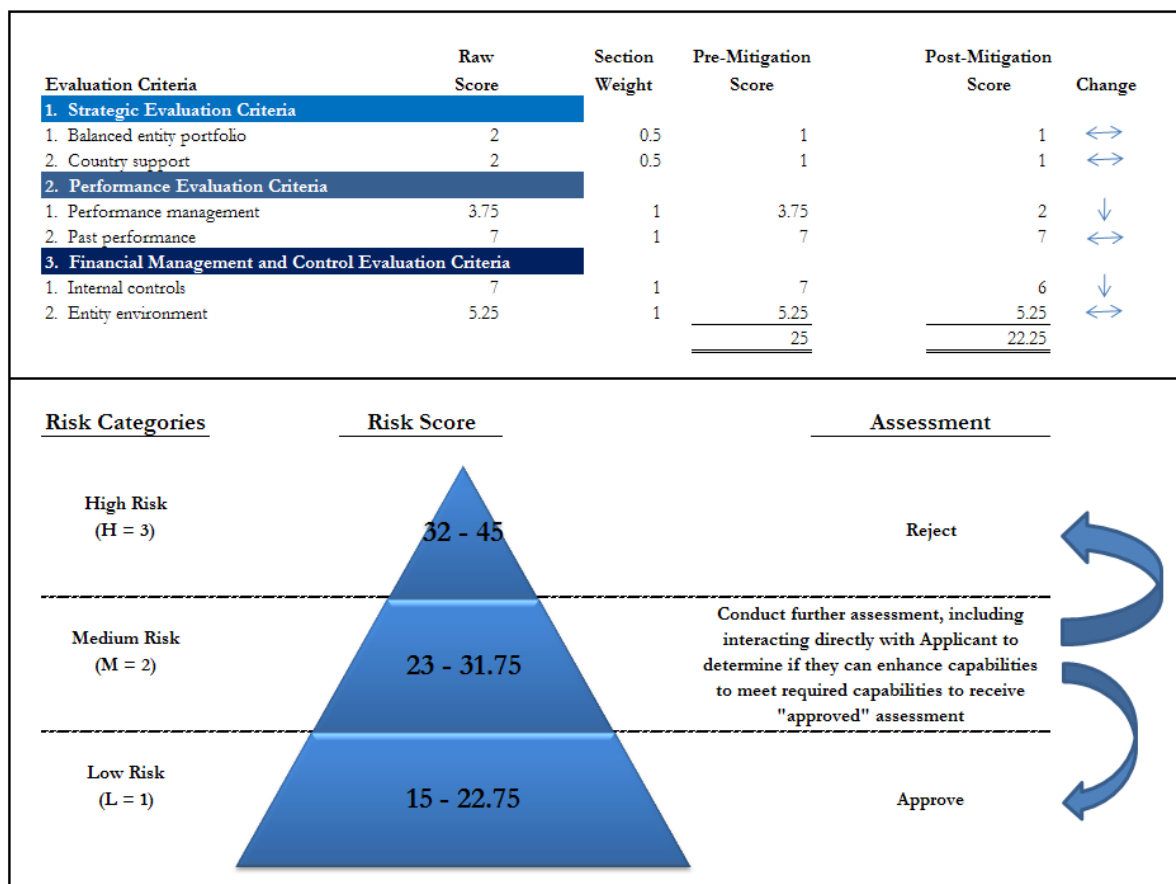 Raw Section Pre-Mitigation Post-Mitigation
Evaluation Criteria Score Weight Score Score Change
1. Strategic Evaluation Criteria
1. Balanced entity portfolio 2 0.5 1 1
2. Country support 2 0.5 1 1
2. Performance Evaluation Criteria
1. Performance management 3.75 1 3.75 2
2. Past performance 7 1 7 7
3. Financial Management and Control Evaluation Criteria
1. Internal controls 7 1 7 6
2. Entity environment 5.25 1 5.25 5.25
25 22.25
Risk Categories Risk Score Assessment
High Risk
(H = 3)
32 - 45
Reject
Medium Risk
(M = 2)
23 - 31.75
Conduct further assessment, including
interacting directly with Applicant to
determine if they can enhance capabilities
to meet required capabilities to receive
"approved" assessment
Low Risk
(L = 1)
15 - 22.75
Approve